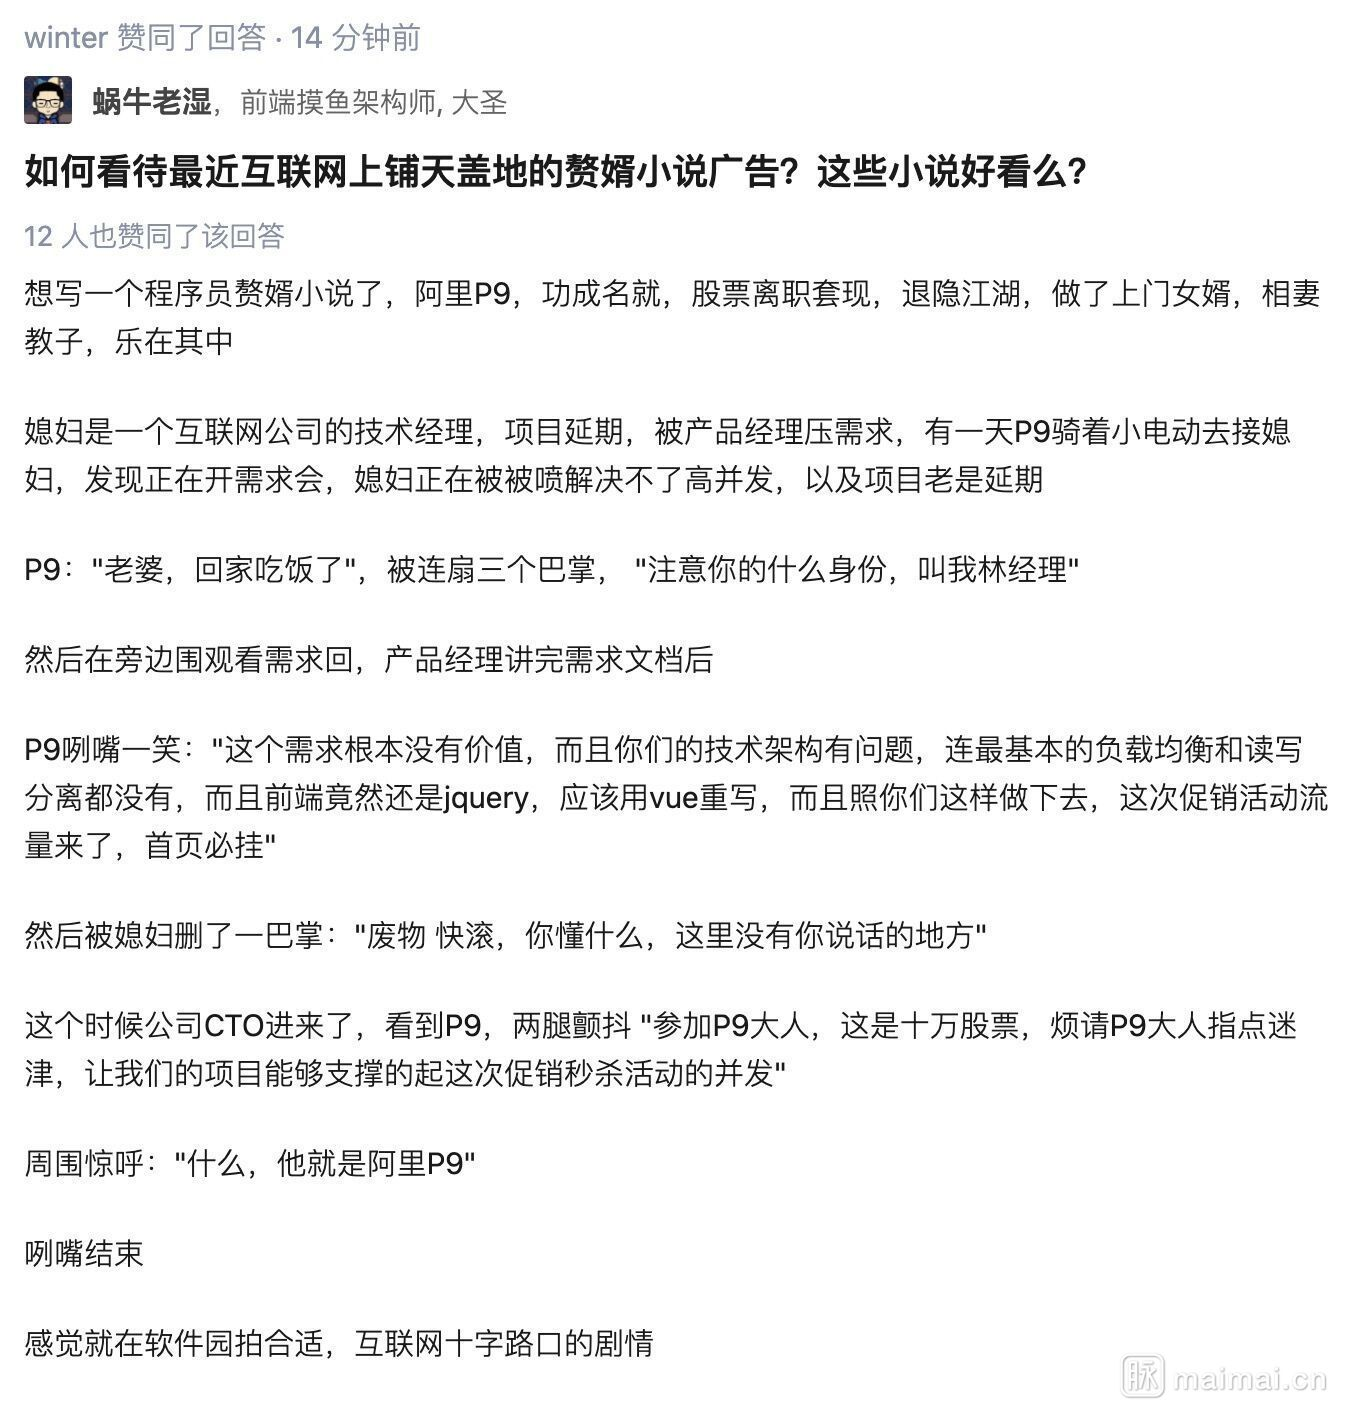 winter 赞同了回答 · 14 分钟前
蜗牛老湿，前端摸鱼架构师, 大圣
如何看待最近互联网上铺天盖地的赘婿小说广告？这些小说好看么？
12 人也赞同了该回答
想写一个程序员赘婿小说了，阿里P9，功成名就，股票离职套现，退隐江湖，做了上门女婿，相妻
教子，乐在其中
媳妇是一个互联网公司的技术经理，项目延期，被产品经理压需求，有一天P9骑着小电动去接媳
妇，发现正在开需求会，媳妇正在被被喷解决不了高并发，以及项目老是延期
P9："老婆，回家吃饭了"，被连扇三个巴掌， "注意你的什么身份，叫我林经理"
然后在旁边围观看需求回，产品经理讲完需求文档后
P9咧嘴一笑："这个需求根本没有价值，而且你们的技术架构有问题，连最基本的负载均衡和读写
分离都没有，而且前端竟然还是jquery，应该用vue重写，而且照你们这样做下去，这次促销活动流
量来了，首页必挂"
然后被媳妇删了一巴掌："废物 快滚，你懂什么，这里没有你说话的地方"
这个时候公司CTO进来了，看到P9，两腿颤抖 "参加P9大人，这是十万股票，烦请P9大人指点迷
津，让我们的项目能够支撑的起这次促销秒杀活动的并发"
周围惊呼："什么，他就是阿里P9"
咧嘴结束
感觉就在软件园拍合适，互联网十字路口的剧情
脉 maimai.cn